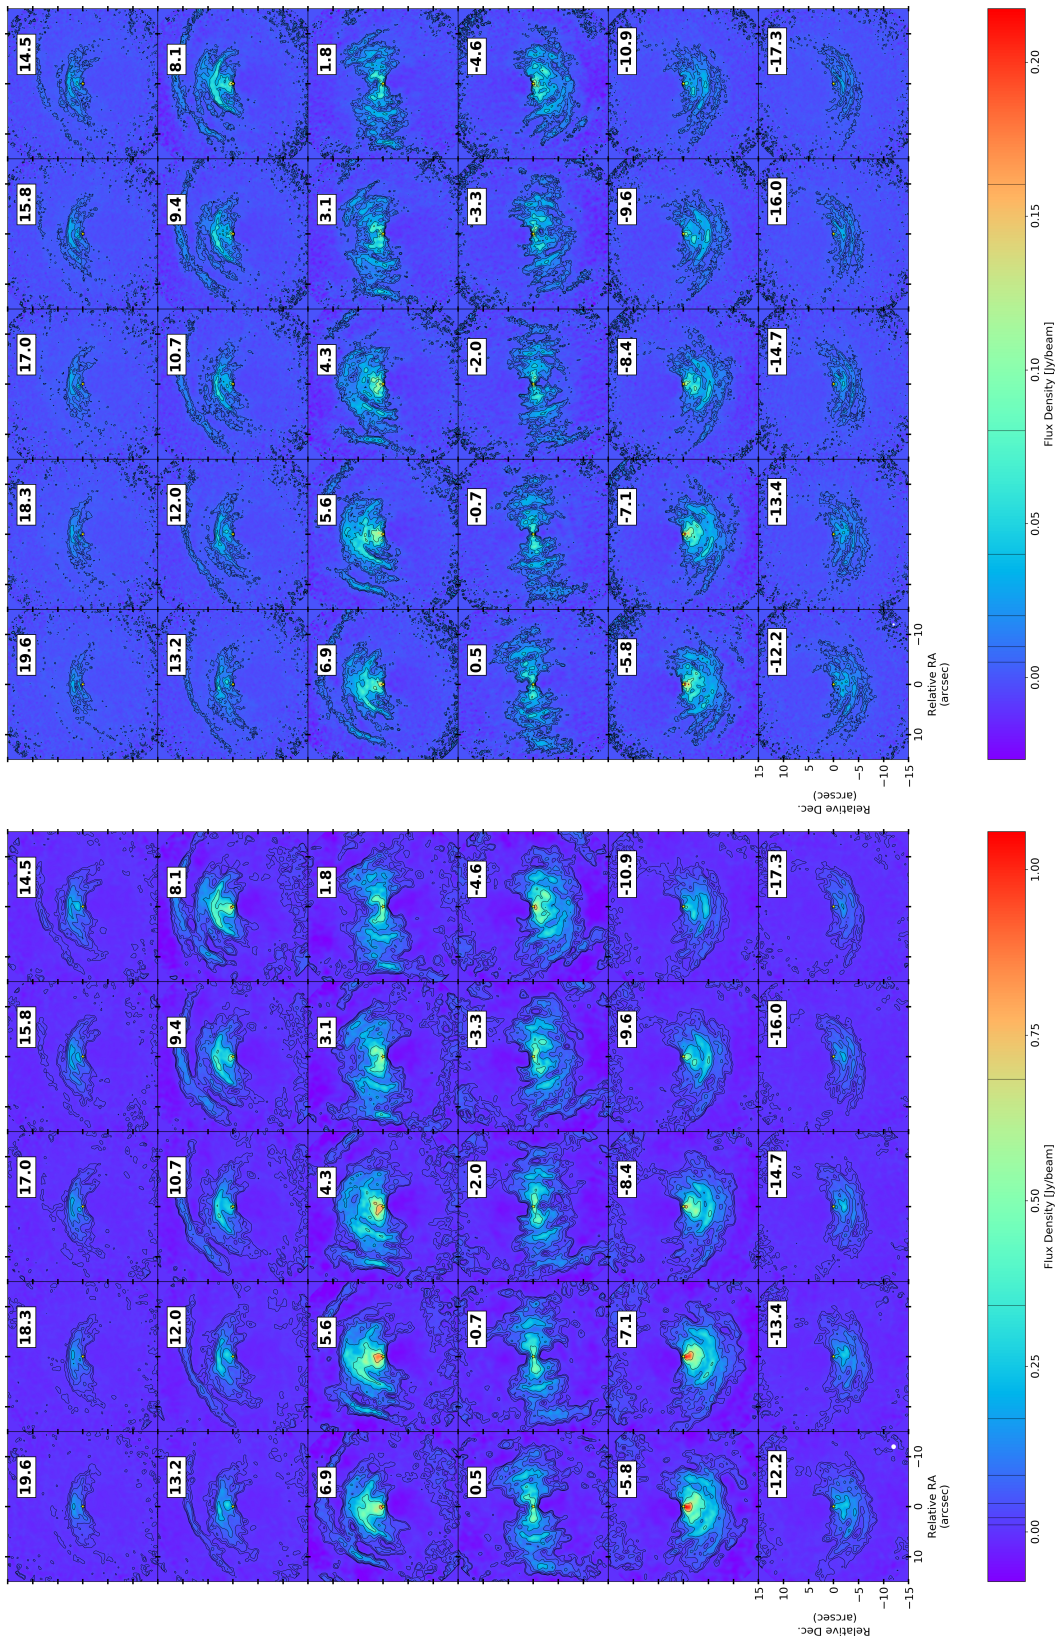 19.6 18.3 17.0 15.8 14.5
13.2 12.0 10.7 9.4 8.1
6.9 5.6 4.3 3.1 1.8
0.5 -0.7 -2.0 -3.3 -4.6
-5.8 -7.1 -8.4 -9.6 -10.9
-12.2 -13.4 -14.7 -16.0 -17.3
15
10
5
0
−5
−10
−15
Relative Dec.
(arcsec)
10 0 −10
Relative RA
(arcsec)
0.00 0.25 0.50 0.75 1.00
Flux Density [Jy/beam]
19.6 18.3 17.0 15.8 14.5
13.2 12.0 10.7 9.4 8.1
6.9 5.6 4.3 3.1 1.8
0.5 -0.7 -2.0 -3.3 -4.6
-5.8 -7.1 -8.4 -9.6 -10.9
-12.2 -13.4 -14.7 -16.0 -17.3
15
10
5
0
−5
−10
−15
Relative Dec.
(arcsec)
10 0 −10
Relative RA
(arcsec)
0.00 0.05 0.10 0.15 0.20
Flux Density [Jy/beam]